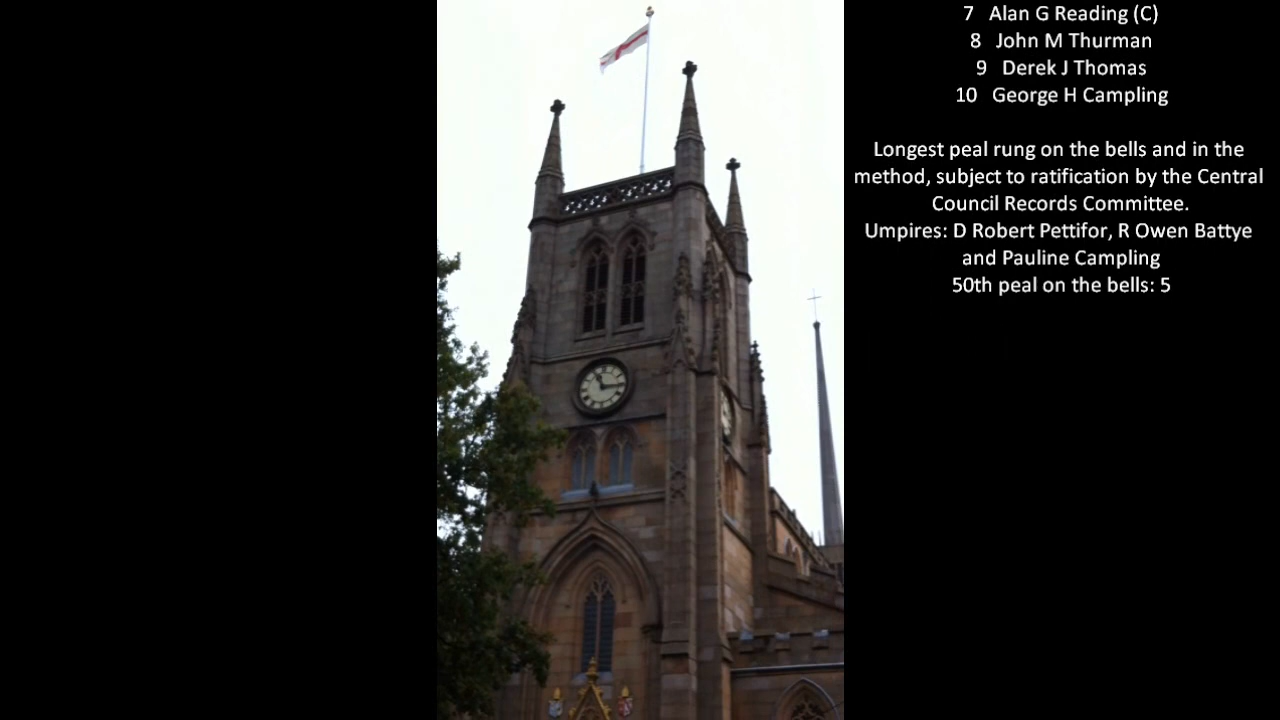 7 Alan G Reading (C)
8 John M Thurman
9 Derek J Thomas
10 George H Campling
Longest peal rung on the bells and in the
method, subject to ratification by the Central
Council Records Committee.
Umpires: D Robert Pettifor, R Owen Battye
and Pauline Campling
50th peal on the bells: 5